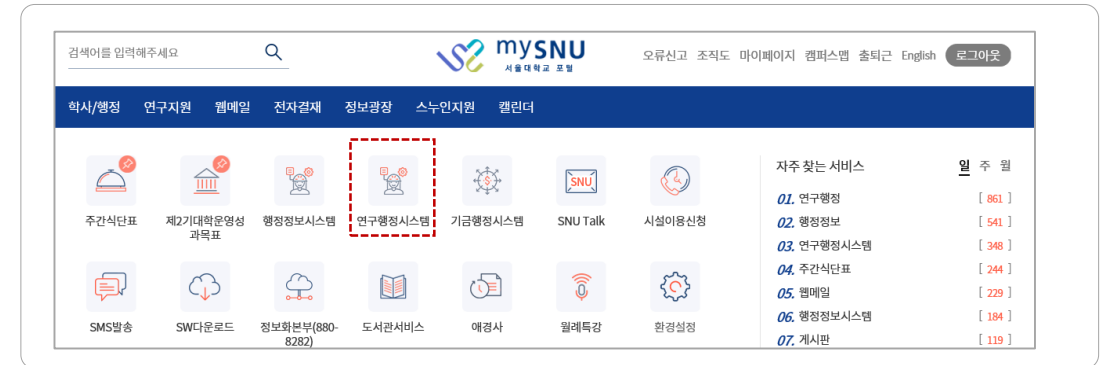 검색어를 입력해주세요
mySNU
서울대학교 포털
오류신고 조직도 마이페이지 캠퍼스맵 출퇴근 English 로그아웃
학사/행정 연구지원 웹메일 전자결재 정보광장 스누인지원 캘린더
주간식단표
제2기대학운영성
과목표
행정정보시스템
연구행정시스템
기금행정시스템
SNU
SNU Talk
시설이용신청
SMS발송
SW다운로드
정보화본부(880-
8282)
도서관서비스
애경사
월례특강
환경설정
자주 찾는 서비스 일 주 월
01. 연구행정 [ 861 ]
02. 행정정보 [ 541 ]
03. 연구행정시스템 [ 348 ]
04. 주간식단표 [ 244 ]
05. 웹메일 [ 229 ]
06. 행정정보시스템 [ 184 ]
07. 게시판 [ 119 ]